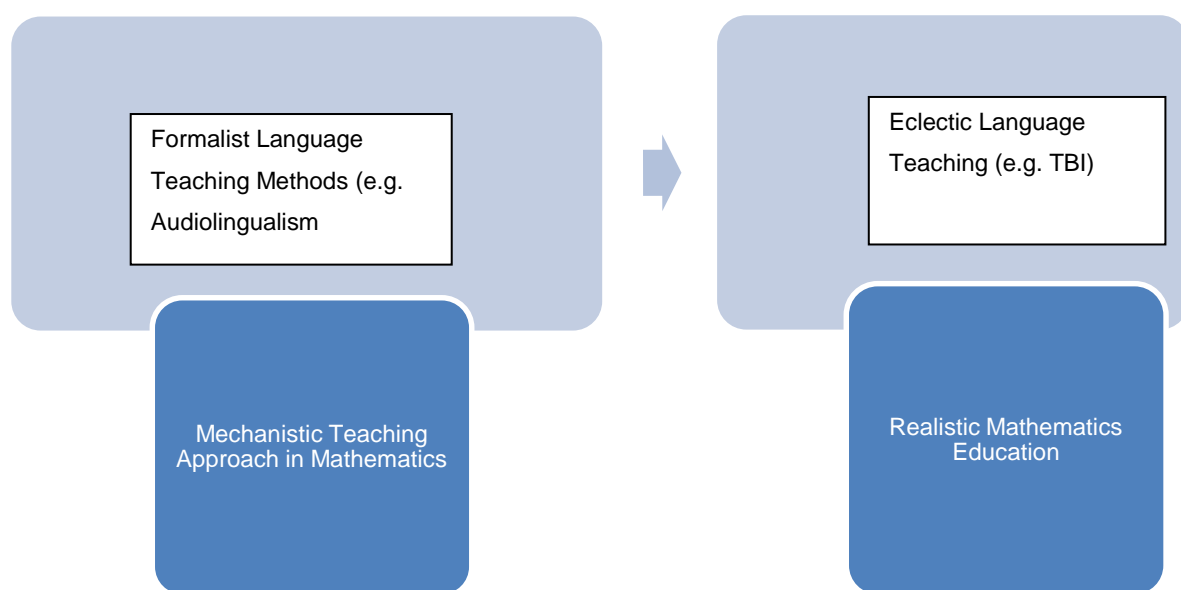 Formalist Language
Teaching Methods (e.g.
Audiolingualism
Mechanistic Teaching
Approach in Mathematics
Eclectic Language
Teaching (e.g. TBI)
Realistic Mathematics
Education